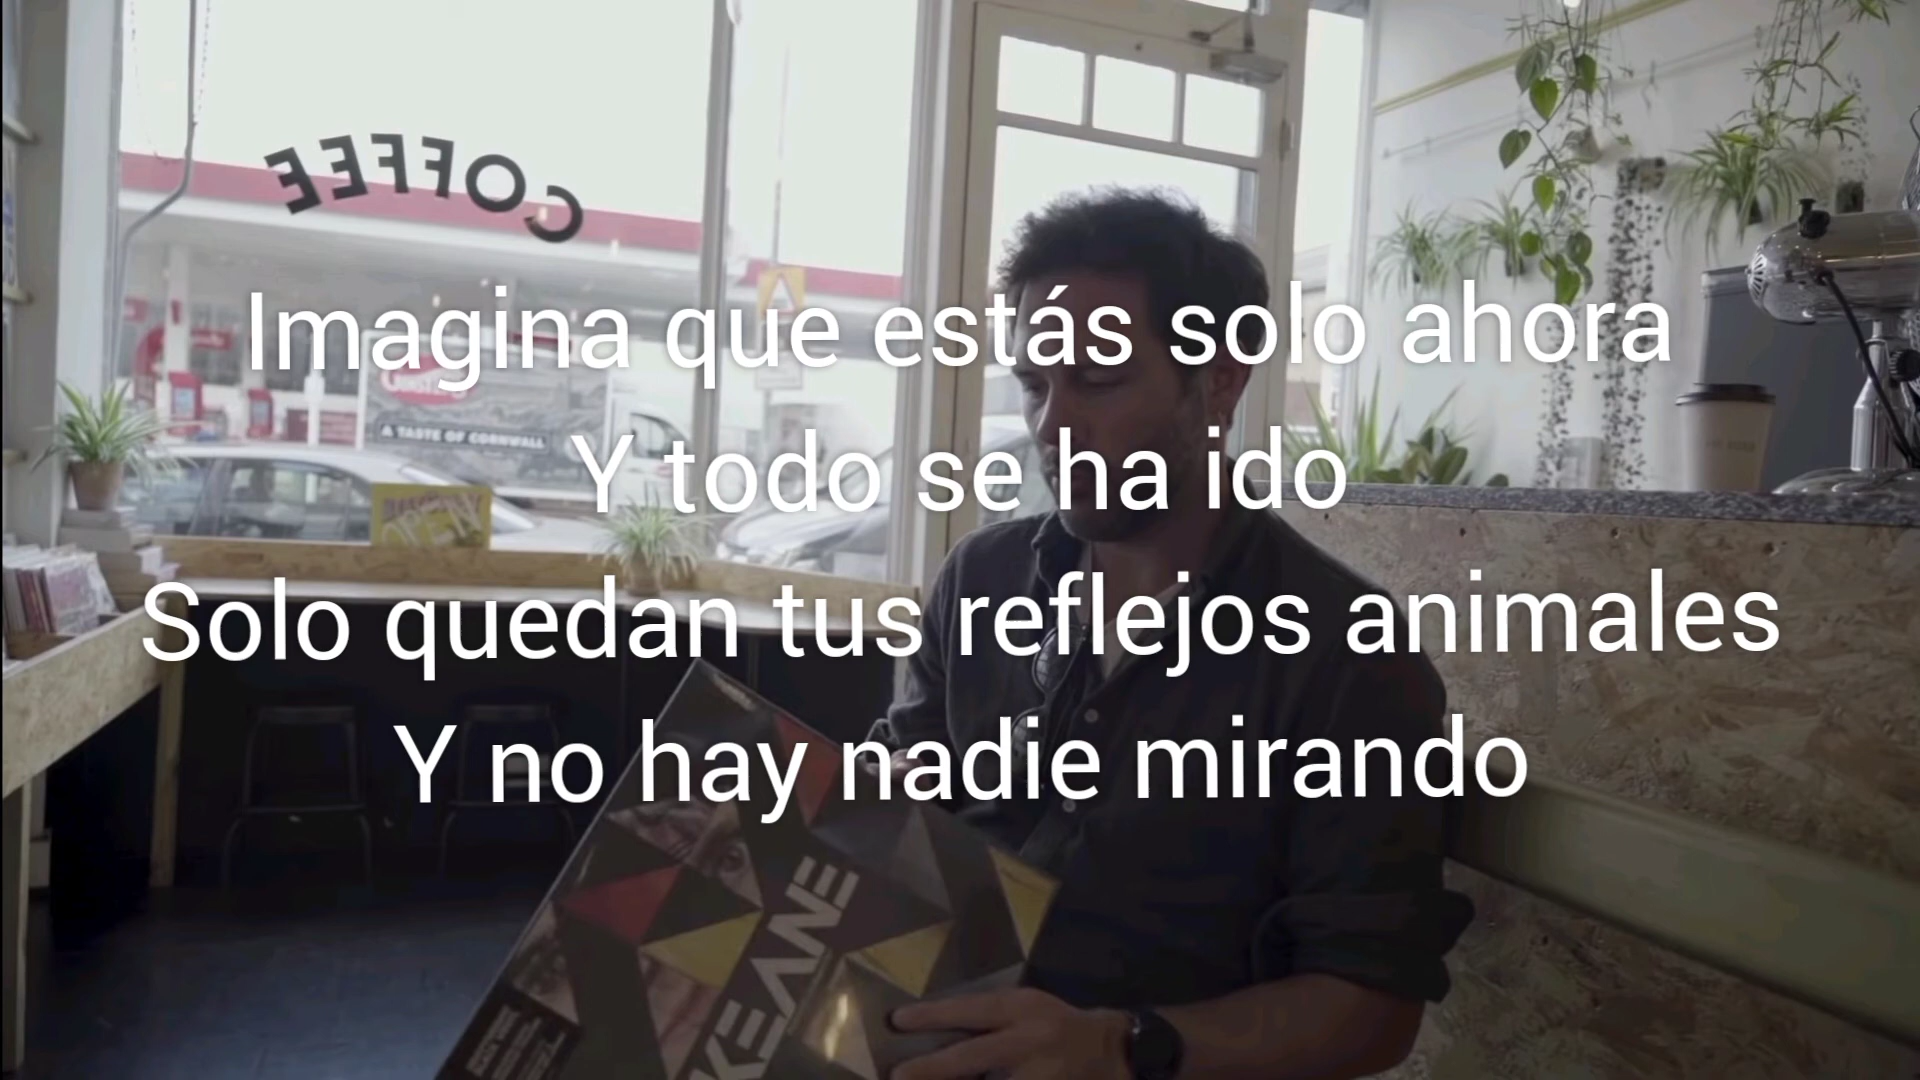 COFFEE
Imagina que estás solo ahora
A TASTE OF CORNWALL
Y todo se ha ido
OPEN
Solo quedan tus reflejos animales
Y no hay nadie mirando
KEANE